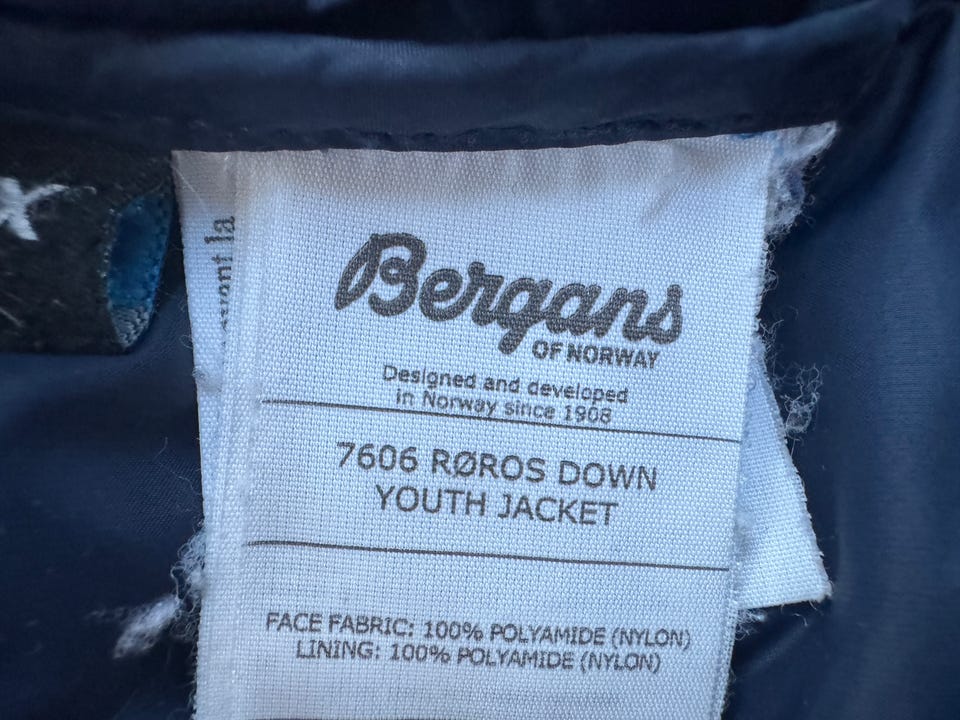 Bergans
OF NORWAY
Designed and developed
in Norway since 1908
7606 RØROS DOWN
YOUTH JACKET
FACE FABRIC: 100% POLYAMIDE (NYLON)
LINING: 100% POLYAMIDE (NYLON)
la